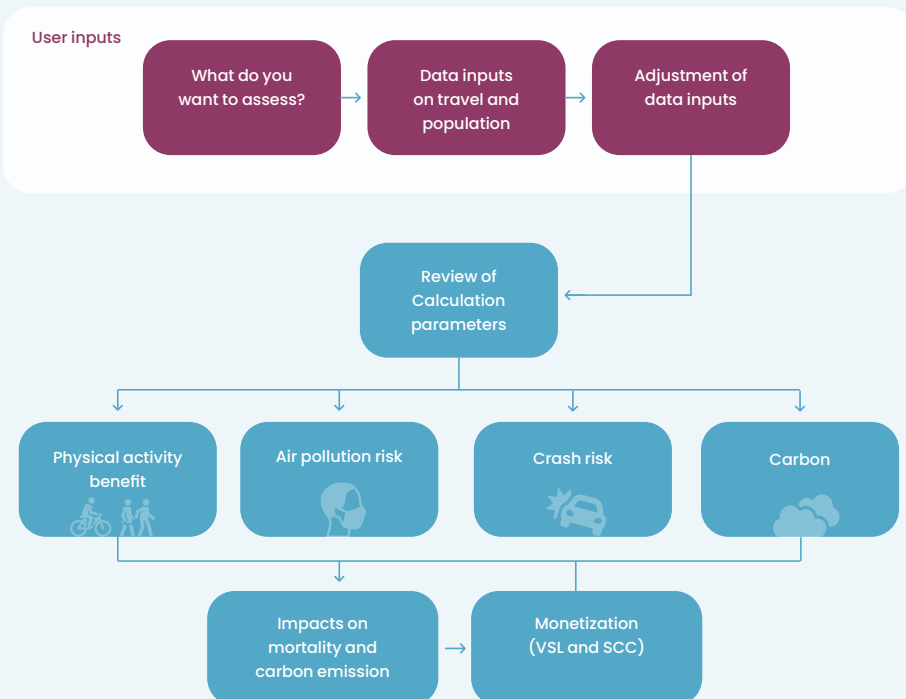 User inputs
What do you
want to assess?
Data inputs
on travel and
population
Adjustment of
data inputs
Review of
Calculation
parameters
Physical activity
benefit
Air pollution risk
Crash risk
Carbon
Impacts on
mortality and
carbon emission
Monetization
(VSL and SCC)